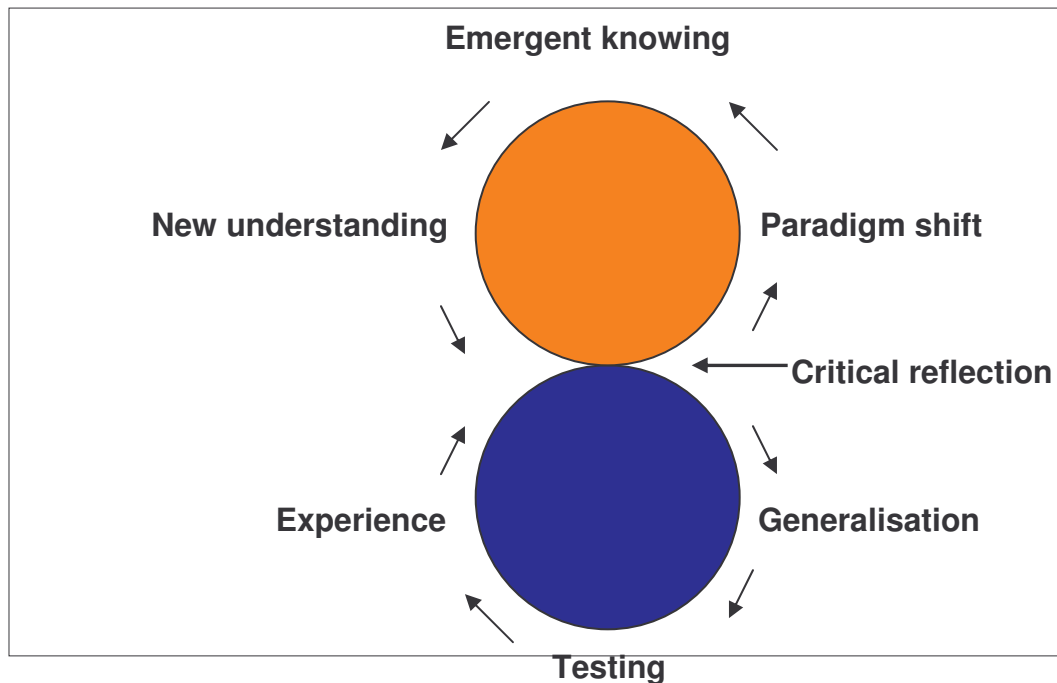 Emergent knowing
New understanding
Paradigm shift
Critical reflection
Experience
Generalisation
Testing